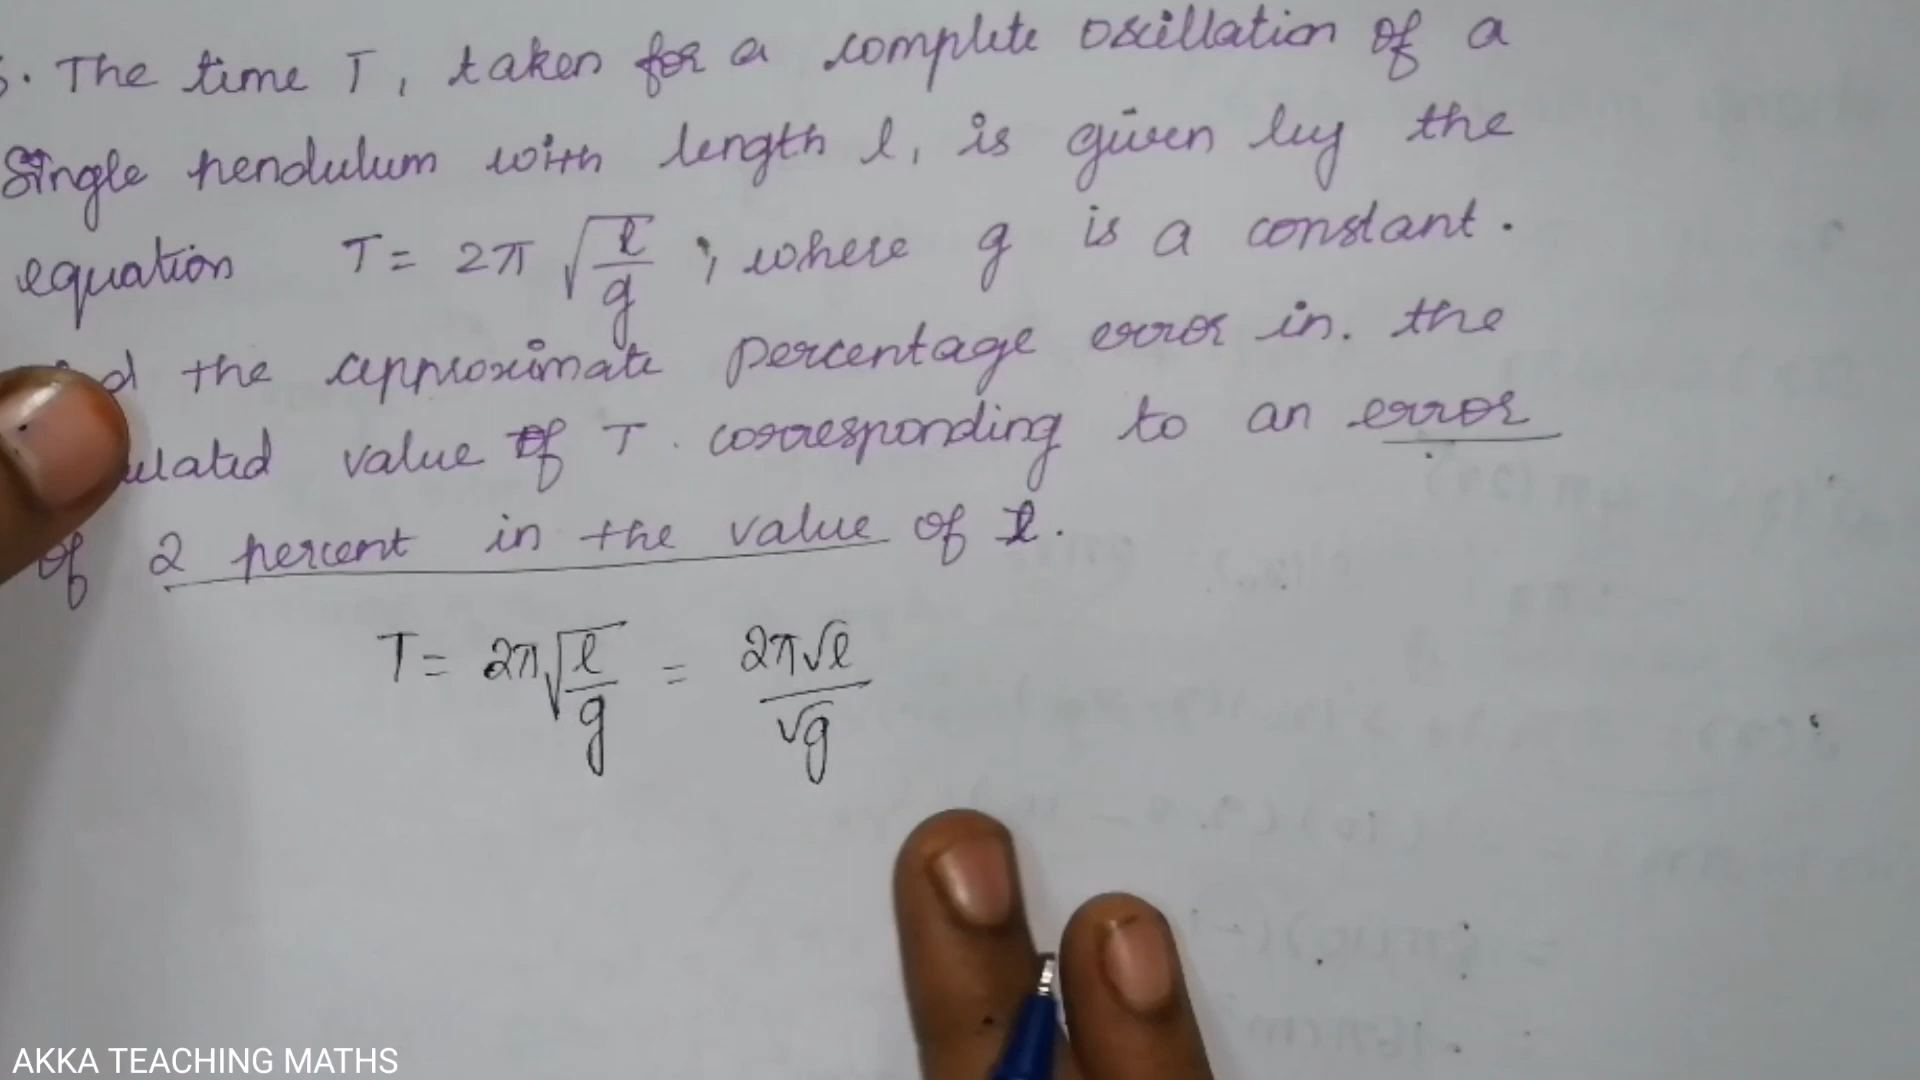 . The time T, taken for a complete oscillation of a
Single pendulum with length l, is given by the
equation T = 2π √(l/g) ; where g is a constant.
the approximate percentage error in. the
value of T. corresponding to an error
of 2 percent in the value of l.
T = 2π√(l/g) = 2π√l/√g
AKKA TEACHING MATHS